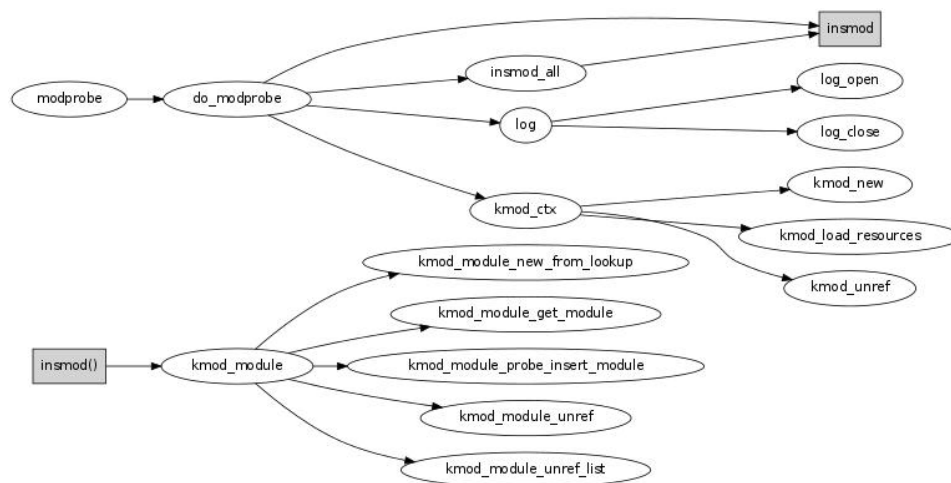 insmod
insmod_all
log_open
modprobe
do_modprobe
log
log_close
kmod_new
kmod_ctx
kmod_load_resources
kmod_module_new_from_lookup
kmod_unref
kmod_module_get_module
insmod()
kmod_module
kmod_module_probe_insert_module
kmod_module_unref
kmod_module_unref_list